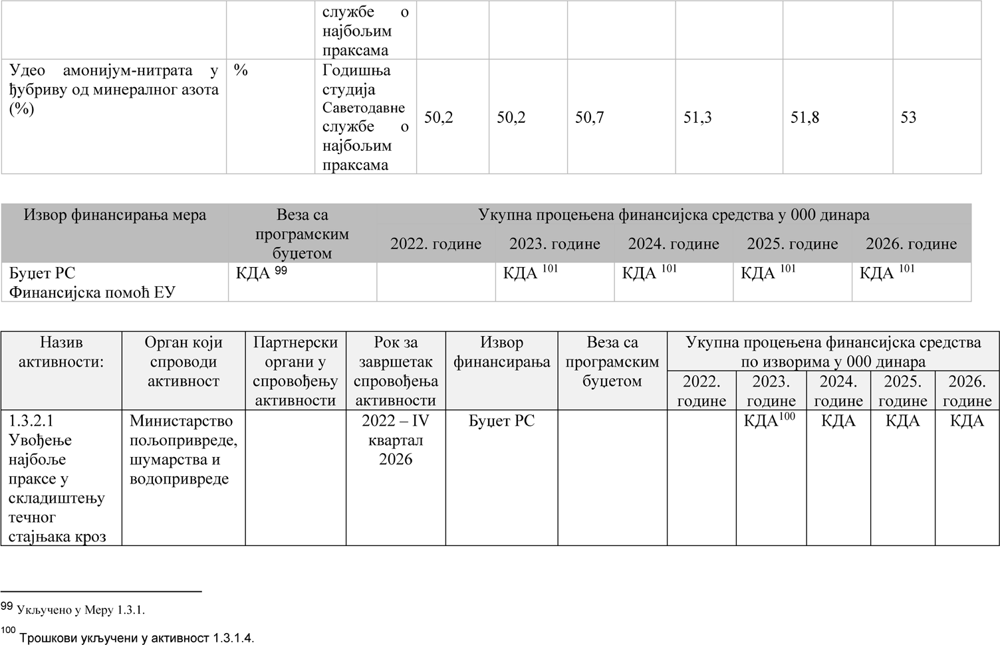 службе о
најбољим
праксама
Удео амонијум-нитрата у
ђубриву од минералног азота
(%)
%
Годишња
студија
Саветодавне
службе о
најбољим
праксама
50,2
50,2
50,7
51,3
51,8
53
Извор финансирања мера
Веза са
програмским
буџетом
Укупна процењена финансијска средства у 000 динара
2022. године
2023. године
2024. године
2025. године
2026. године
Буџет РС
Финансијска помоћ ЕУ
КДА 99
КДА 101
КДА 101
КДА 101
КДА 101
Назив
активности:
Орган који
спроводи
активност
Партнерски
органи у
спровођењу
активности
Рок за
завршетак
спровођења
активности
Извор
финансирања
Веза са
програмским
буџетом
Укупна процењена финансијска средства
по изворима у 000 динара
2022.
године
2023.
године
2024.
године
2025.
године
2026.
године
1.3.2.1
Увођење
најбоље
праксе у
складиштењу
течног
стајњака кроз
Министарство
пољопривреде,
шумарства и
водопривреде
2022 – IV
квартал
2026
Буџет РС
КДА100
КДА
КДА
КДА
99 Укључено у Меру 1.3.1.
100 Трошкови укључени у активност 1.3.1.4.